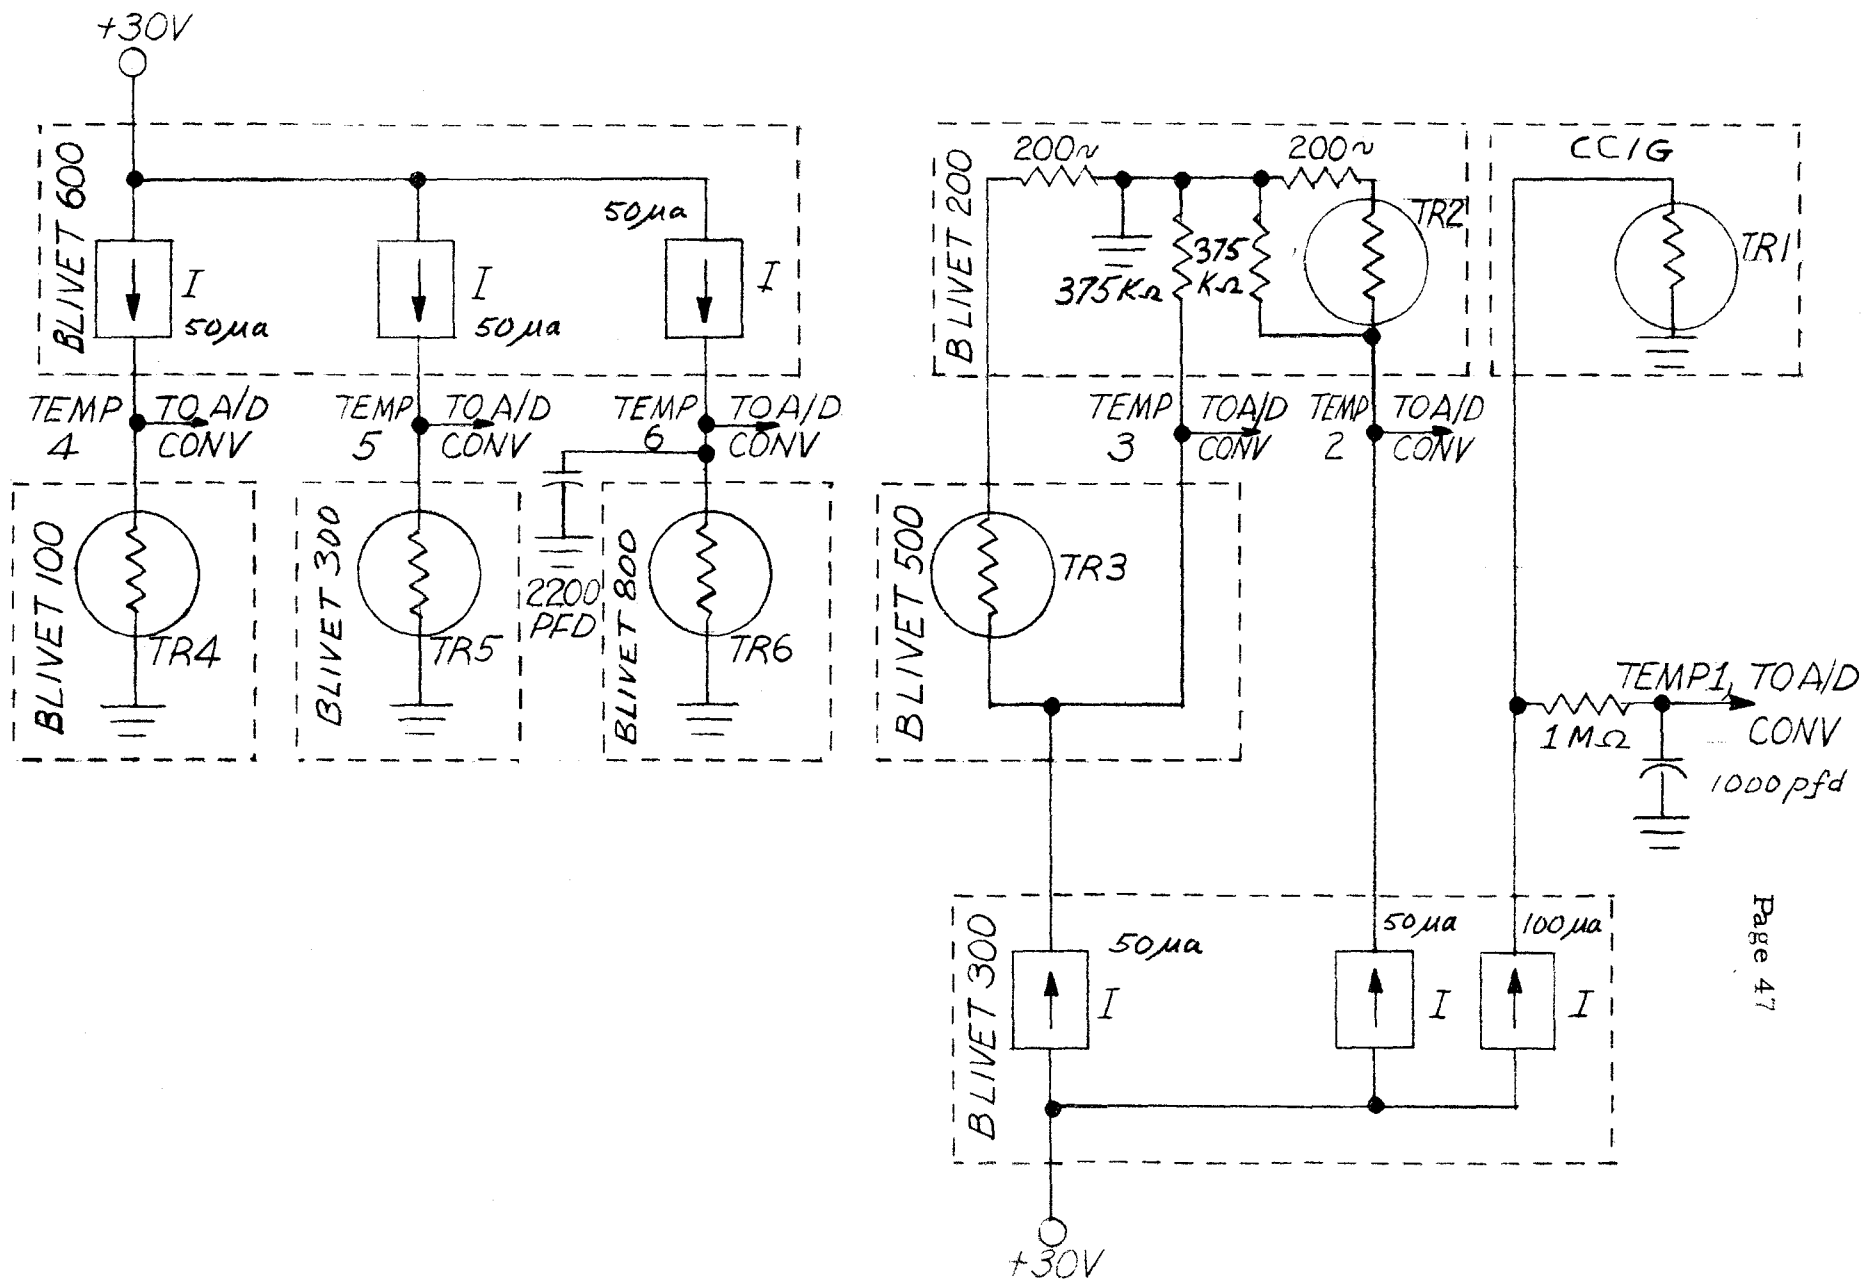 +30V
BLIVET 600
I
50μa
I
50μa
50μa
I
TEMP 4
TO A/D CONV
TEMP 5
TO A/D CONV
TEMP 6
TO A/D CONV
BLIVET 100
TR4
BLIVET 300
TR5
2200 PFD
BLIVET 800
TR6
BLIVET 200
200~
200~
375KΩ
375 KΩ
TR2
CC/G
TR1
TEMP 3
TO A/D CONV
TEMP 2
TO A/D CONV
BLIVET 500
TR3
TEMP1, TO A/D CONV
1MΩ
1000pfd
BLIVET 300
50μa
I
50μa
I
100μa
I
+30V
Page 47